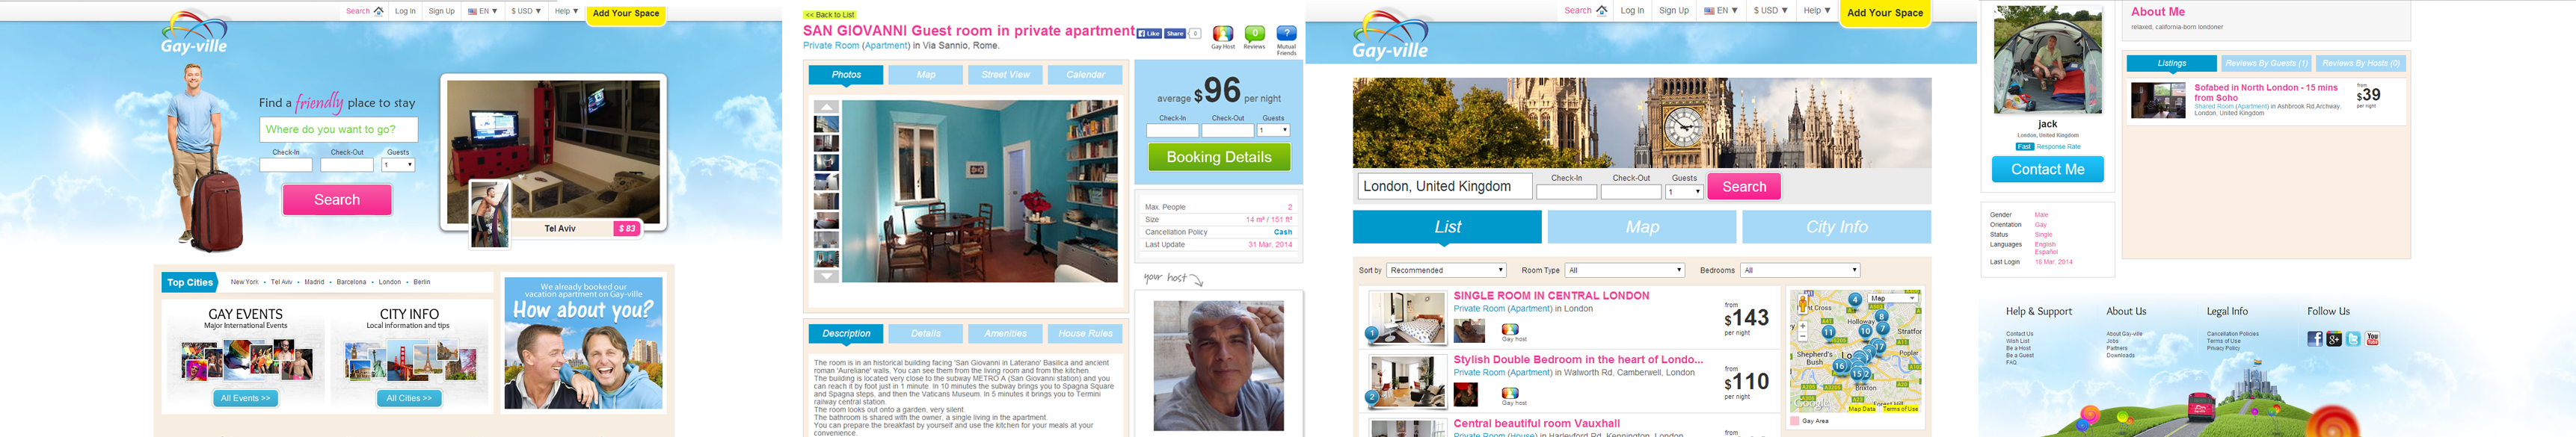 Search
Log In
Sign Up
EN ▼
$ USD ▼
Help ▼
Add Your Space
Gay-ville
Find a friendly place to stay
Where do you want to go?
Check-In
Check-Out
Guests
1
Search
Tel Aviv
$ 83
Top Cities
New York • Tel Aviv • Madrid • Barcelona • London • Berlin
GAY EVENTS
Major International Events
All Events >>
CITY INFO
Local information and tips
All Cities >>
We already booked our
vacation apartment on Gay-ville
How about you?
<< Back to List
SAN GIOVANNI Guest room in private apartment
Private Room (Apartment) in Via Sannio, Rome.
Like
Share
0
Gay Host
0
Reviews
?
Mutual
Friends
Photos
Map
Street View
Calendar
average $96 per night
Check-In
Check-Out
Guests
1
Booking Details
Max. People 2
Size 14 m² / 151 ft²
Cancellation Policy Cash
Last Update 31 Mar, 2014
your host
Description
Details
Amenities
House Rules
The room is in an historical building facing 'San Giovanni in Laterano' Basilica and ancient
roman 'Aureliane' walls, You can see them from the living room and from the kitchen.
The building is located very close to the subway METRO A (San Giovanni station) and you
can reach it by foot just in 1 minute. In 10 minutes the subway brings you to Spagna Square
and Spagna steps, and then the Vaticans Museum. In 5 minutes it brings you to Termini
railway central station.
The room looks out onto a garden, very silent.
The bathroom is shared with the owner, a single living in the apartment.
You can prepare the breakfast by yourself and use the kitchen for your meals at your
convenience.
Search
Log In
Sign Up
EN ▼
$ USD ▼
Help ▼
Add Your Space
Gay-ville
London, United Kingdom
Check-In
Check-Out
Guests
1
Search
List
Map
City Info
Sort by Recommended
Room Type All
Bedrooms All
1
SINGLE ROOM IN CENTRAL LONDON
Private Room (Apartment) in London
Gay host
from
$143
per night
2
Stylish Double Bedroom in the heart of Londo...
Private Room (Apartment) in Walworth Rd, Camberwell, London
Gay host
from
$110
per night
Central beautiful room Vauxhall
Private Room (House) in Harleyford Rd, Kennington, London
from
Map
4
8
Holloway
11
10
7
Stratfor
17
Shepherd's
Bush
Poplar
16
15
2
Brixton
Google
Map Data
Terms of Use
Gay Area
jack
London, United Kingdom
Fast Response Rate
Contact Me
Gender Male
Orientation Gay
Status Single
Languages English
Español
Last Login 16 Mar, 2014
About Me
relaxed, california-born londoner
Listings
Reviews By Guests (1)
Reviews By Hosts (0)
Sofabed in North London - 15 mins
from Soho
Shared Room (Apartment) in Ashbrook Rd,Archway,
London, United Kingdom
from
$39
per night
Help & Support
Contact Us
Wish List
Be a Host
Be a Guest
FAQ
About Us
About Gay-ville
Jobs
Partners
Downloads
Legal Info
Cancellation Policies
Terms of Use
Privacy Policy
Follow Us
You
Tube